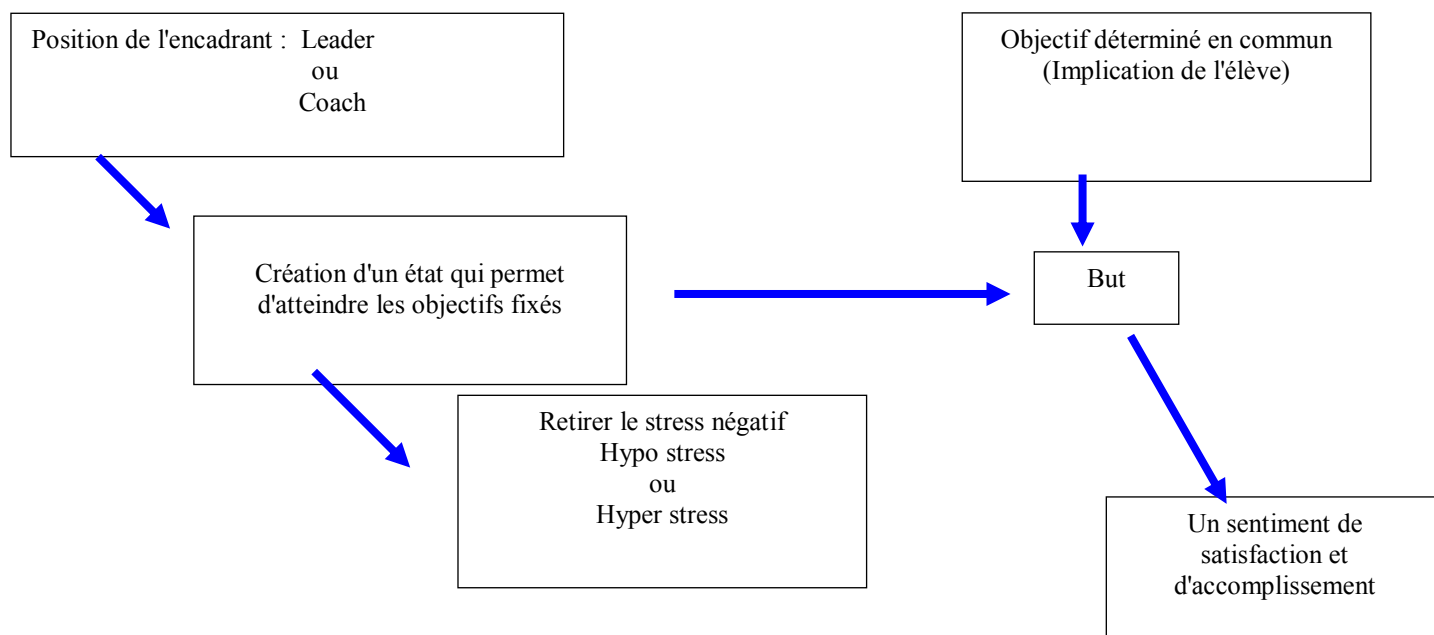 Position de l'encadrant : Leader
ou
Coach
Objectif déterminé en commun
(Implication de l'élève)
Création d'un état qui permet
d'atteindre les objectifs fixés
But
Retirer le stress négatif
Hypo stress
ou
Hyper stress
Un sentiment de
satisfaction et
d'accomplissement